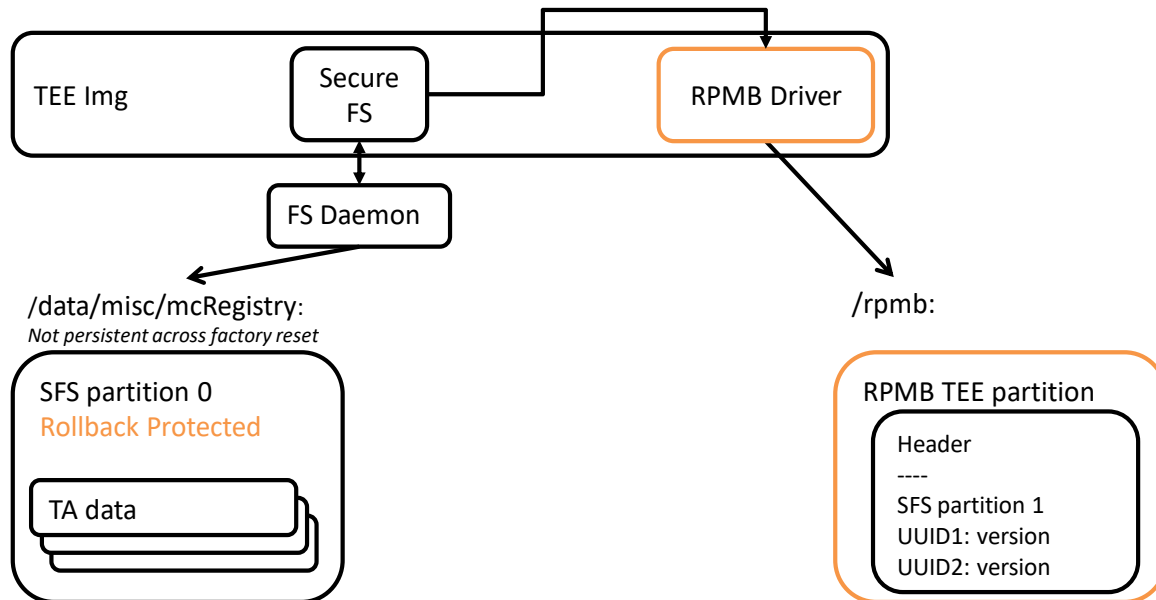 TEE Img
Secure
FS
RPMB Driver
FS Daemon
/data/misc/mcRegistry:
Not persistent across factory reset
/rpmb:
SFS partition 0
Rollback Protected
TA data
RPMB TEE partition
Header
----
SFS partition 1
UUID1: version
UUID2: version